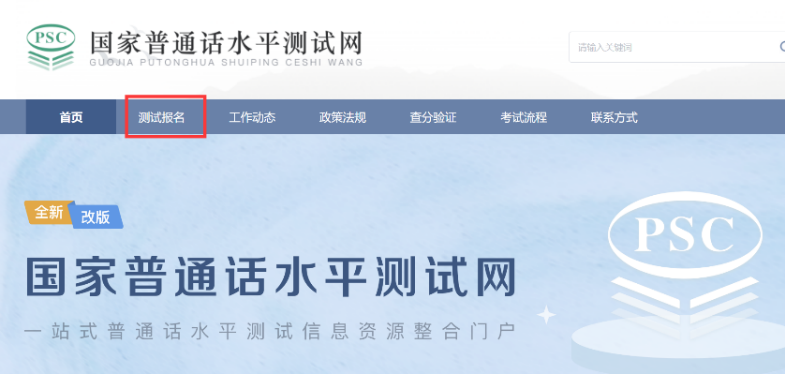 PSC
国家普通话水平测试网
GUOJIA PUTONGHUA SHUIPING CESHI WANG
请输入关键词
首页 测试报名 工作动态 政策法规 查分验证 考试流程 联系方式
全新 改版
国家普通话水平测试网
一站式普通话水平测试信息资源整合门户
PSC